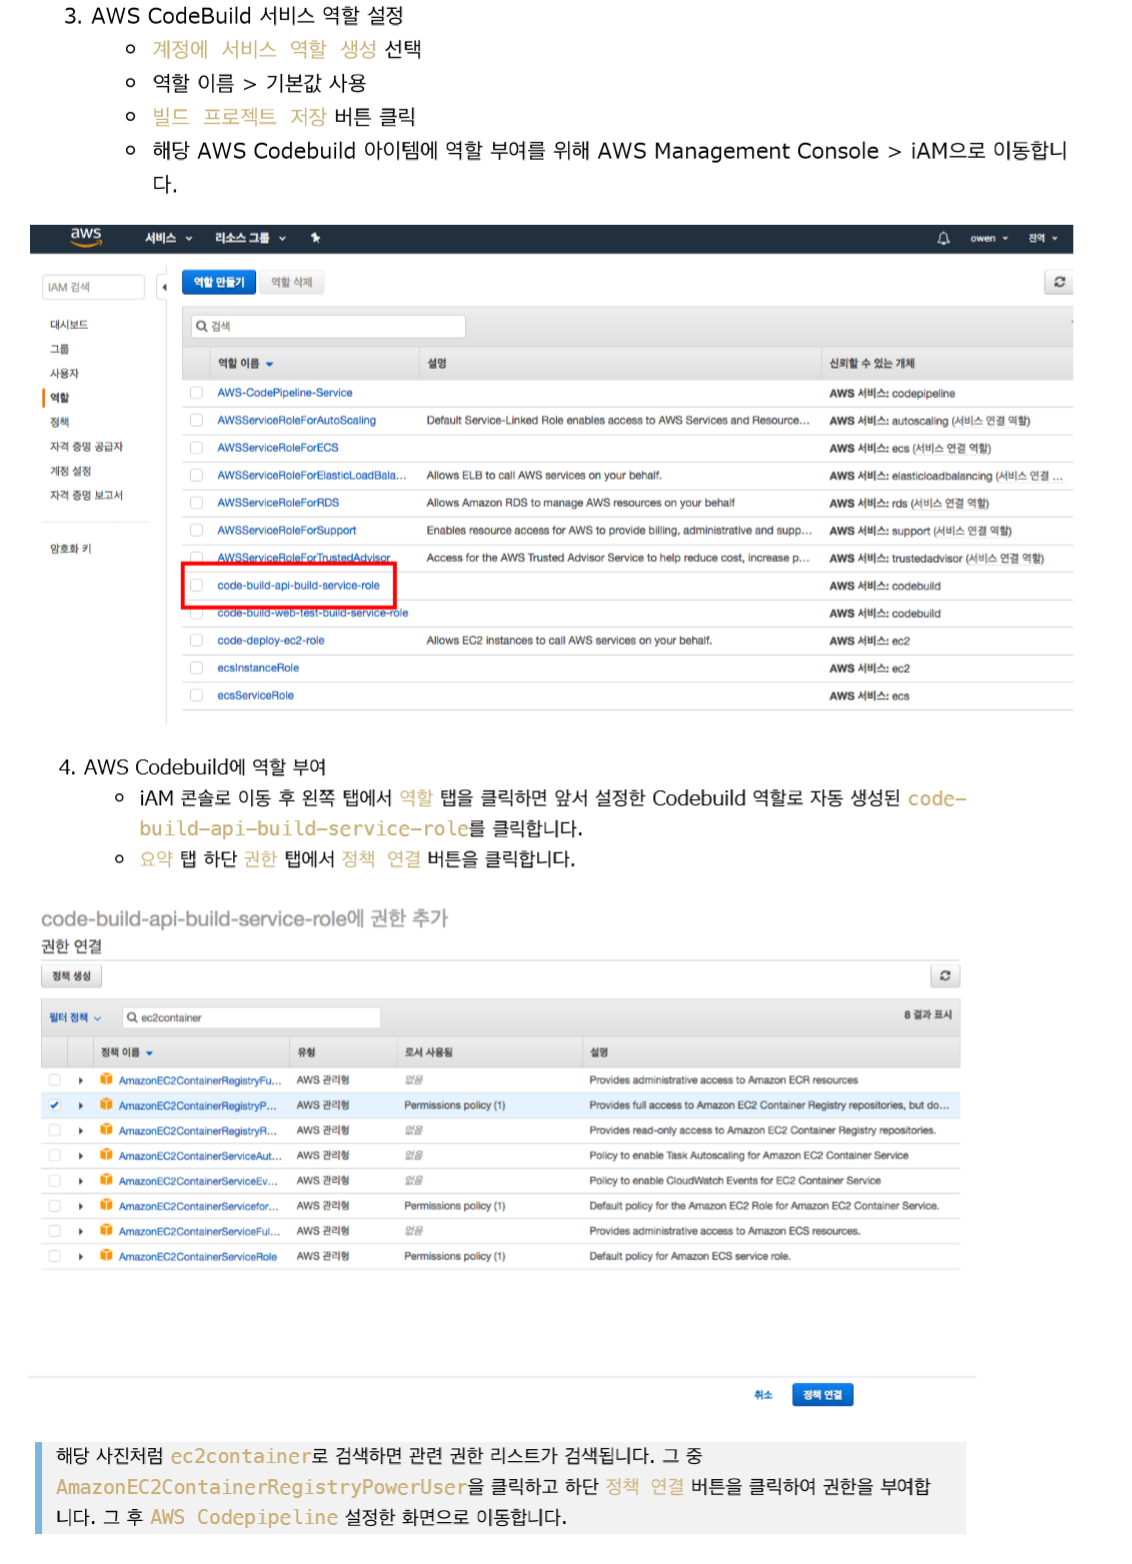 3. AWS CodeBuild 서비스 역할 설정
계정에 서비스 역할 생성 선택
역할 이름 > 기본값 사용
빌드 프로젝트 저장 버튼 클릭
해당 AWS Codebuild 아이템에 역할 부여를 위해 AWS Management Console > iAM으로 이동합니
다.
aws 서비스 리소스 그룹 owen 전역
IAM 검색 역할 만들기 역할 삭제
대시보드
그룹
사용자
역할
정책
자격 증명 공급자
계정 설정
자격 증명 보고서
암호화 키
검색
역할 이름 설명 신뢰할 수 있는 개체
AWS-CodePipeline-Service AWS 서비스: codepipeline
AWSServiceRoleForAutoScaling Default Service-Linked Role enables access to AWS Services and Resource... AWS 서비스: autoscaling (서비스 연결 역할)
AWSServiceRoleForECS AWS 서비스: ecs (서비스 연결 역할)
AWSServiceRoleForElasticLoadBala... Allows ELB to call AWS services on your behalf. AWS 서비스: elasticloadbalancing (서비스 연결 ...
AWSServiceRoleForRDS Allows Amazon RDS to manage AWS resources on your behalf AWS 서비스: rds (서비스 연결 역할)
AWSServiceRoleForSupport Enables resource access for AWS to provide billing, administrative and supp... AWS 서비스: support (서비스 연결 역할)
AWSServiceRoleForTrustedAdvisor Access for the AWS Trusted Advisor Service to help reduce cost, increase p... AWS 서비스: trustedadvisor (서비스 연결 역할)
code-build-api-build-service-role AWS 서비스: codebuild
code-build-web-test-build-service-role AWS 서비스: codebuild
code-deploy-ec2-role Allows EC2 instances to call AWS services on your behalf. AWS 서비스: ec2
ecsInstanceRole AWS 서비스: ec2
ecsServiceRole AWS 서비스: ecs
4. AWS Codebuild에 역할 부여
iAM 콘솔로 이동 후 왼쪽 탭에서 역할 탭을 클릭하면 앞서 설정한 Codebuild 역할로 자동 생성된 code-
build-api-build-service-role를 클릭합니다.
요약 탭 하단 권한 탭에서 정책 연결 버튼을 클릭합니다.
code-build-api-build-service-role에 권한 추가
권한 연결
정책 생성
필터 정책 ec2container 8 결과 표시
정책 이름 유형 로서 사용됨 설명
AmazonEC2ContainerRegistryFu... AWS 관리형 없음 Provides administrative access to Amazon ECR resources
AmazonEC2ContainerRegistryP... AWS 관리형 Permissions policy (1) Provides full access to Amazon EC2 Container Registry repositories, but do...
AmazonEC2ContainerRegistryR... AWS 관리형 없음 Provides read-only access to Amazon EC2 Container Registry repositories.
AmazonEC2ContainerServiceAut... AWS 관리형 없음 Policy to enable Task Autoscaling for Amazon EC2 Container Service
AmazonEC2ContainerServiceEv... AWS 관리형 없음 Policy to enable CloudWatch Events for EC2 Container Service
AmazonEC2ContainerServicefor... AWS 관리형 Permissions policy (1) Default policy for the Amazon EC2 Role for Amazon EC2 Container Service.
AmazonEC2ContainerServiceFul... AWS 관리형 없음 Provides administrative access to Amazon ECS resources.
AmazonEC2ContainerServiceRole AWS 관리형 Permissions policy (1) Default policy for Amazon ECS service role.
취소 정책 연결
해당 사진처럼 ec2container로 검색하면 관련 권한 리스트가 검색됩니다. 그 중
AmazonEC2ContainerRegistryPowerUser을 클릭하고 하단 정책 연결 버튼을 클릭하여 권한을 부여합
니다. 그 후 AWS Codepipeline 설정한 화면으로 이동합니다.